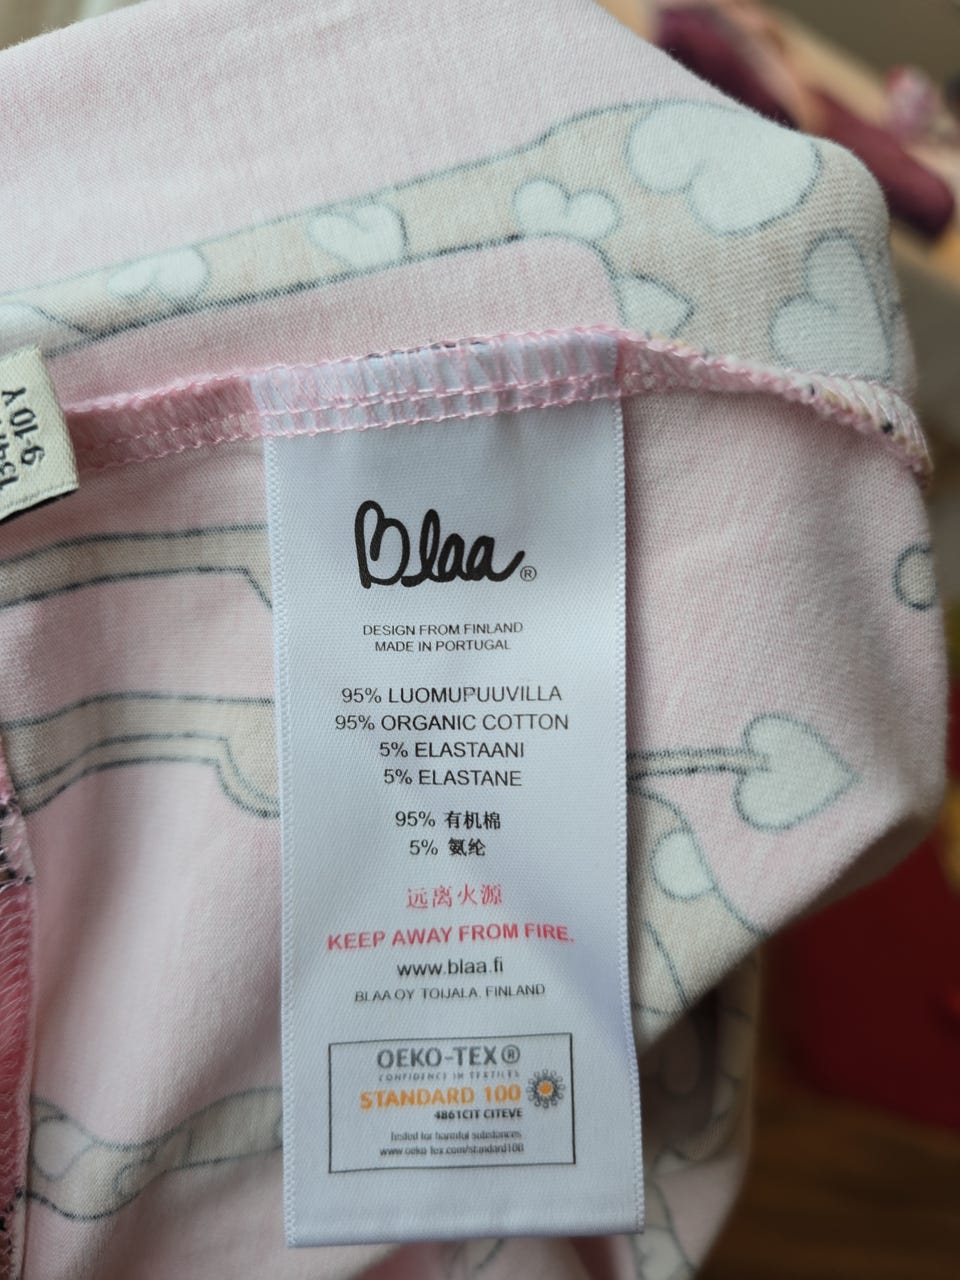 9-10 Y
Blaa®
DESIGN FROM FINLAND
MADE IN PORTUGAL
95% LUOMUPUUVILLA
95% ORGANIC COTTON
5% ELASTAANI
5% ELASTANE
95% 有机棉
5% 氨纶
远离火源
KEEP AWAY FROM FIRE.
www.blaa.fi
BLAA OY TOIJALA, FINLAND
OEKO-TEX®
CONFIDENCE IN TEXTILES
STANDARD 100
4861CIT CITEVE
Tested for harmful substances
www.oeko-tex.com/standard100